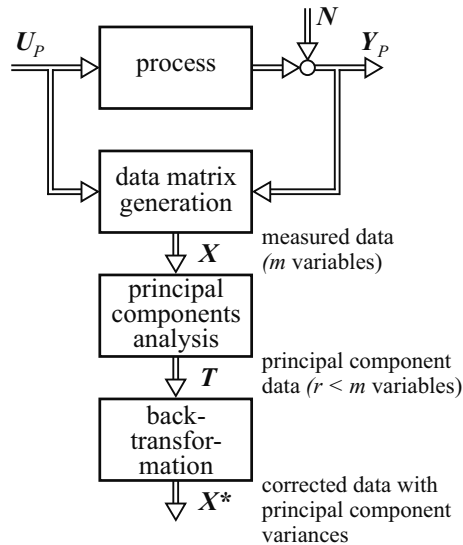 N
U_P
Y_P
process
data matrix
generation
X
measured data
(m variables)
principal
components
analysis
T
principal component
data (r < m variables)
back-
transfor-
mation
X*
corrected data with
principal component
variances